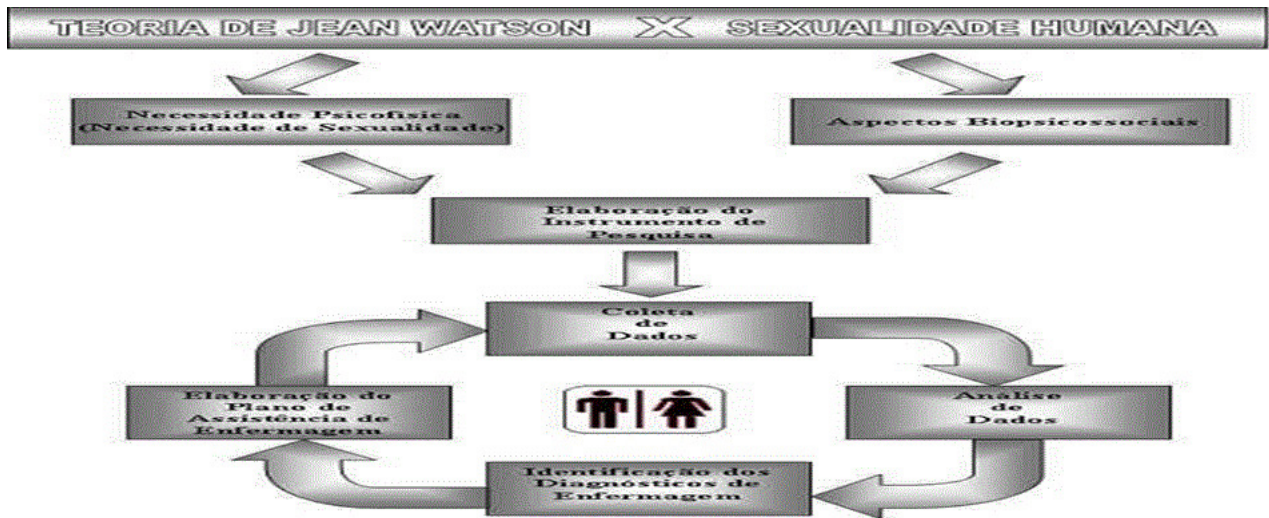 TEORIA DE JEAN WATSON X SEXUALIDADE HUMANA
Necessidade Psicofisica
(Necessidade de Sexualidade)
Aspectos Biopsicossociais
Elaboração do
Instrumento de
Pesquisa
Coleta
de
Dados
Elaboração do
Plano de
Assistência de
Enfermagem
Análise
de
Dados
Identificação dos
Diagnósticos de
Enfermagem